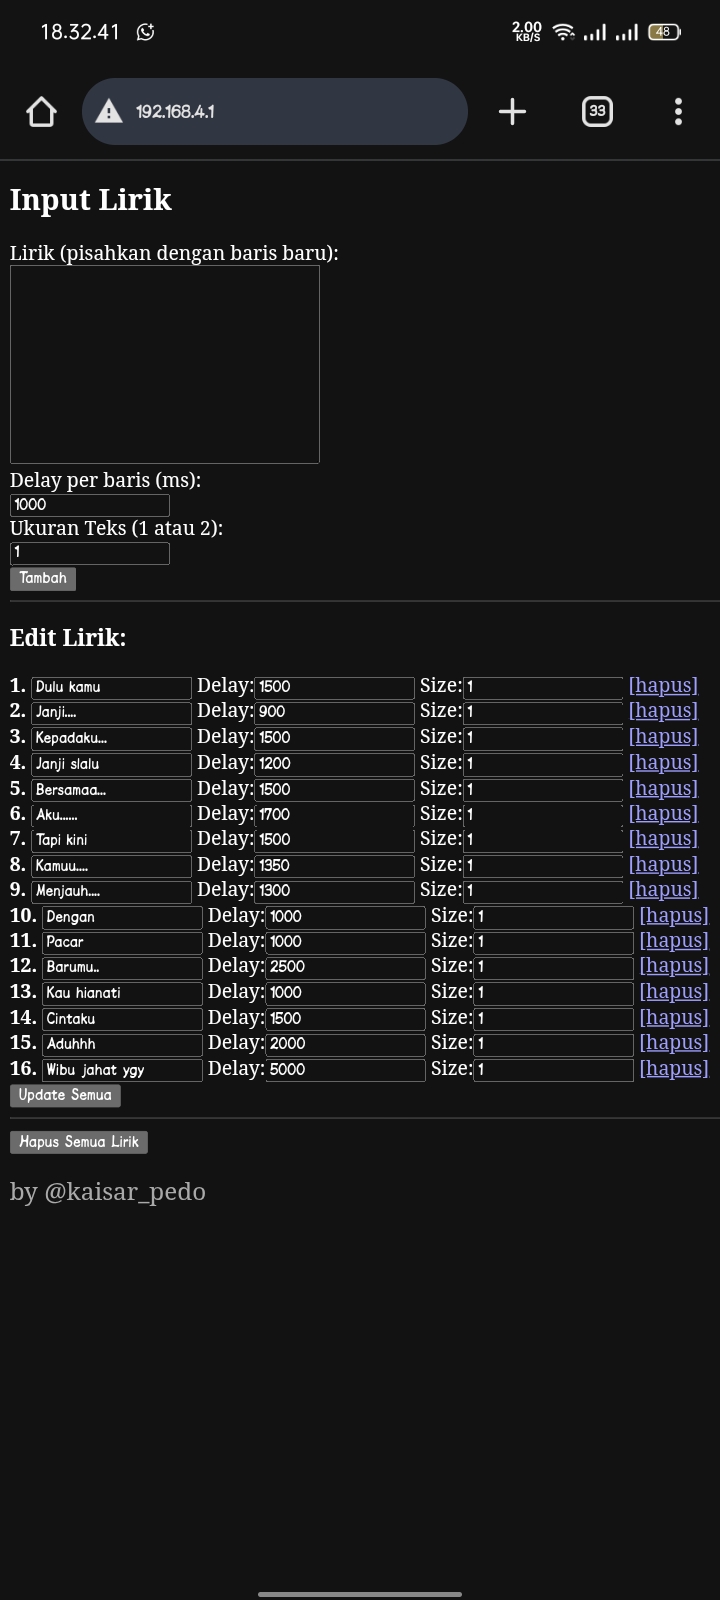 18.32.41 2.00 KB/S 48
192.168.4.1 33
Input Lirik
Lirik (pisahkan dengan baris baru):
Delay per baris (ms):
1000
Ukuran Teks (1 atau 2):
1
Tambah
Edit Lirik:
1. Dulu kamu Delay: 1500 Size: 1 [hapus]
2. Janji.... Delay: 900 Size: 1 [hapus]
3. Kepadaku... Delay: 1500 Size: 1 [hapus]
4. Janji slalu Delay: 1200 Size: 1 [hapus]
5. Bersamaa... Delay: 1500 Size: 1 [hapus]
6. Aku...... Delay: 1700 Size: 1 [hapus]
7. Tapi kini Delay: 1500 Size: 1 [hapus]
8. Kamuu.... Delay: 1350 Size: 1 [hapus]
9. Menjauh.... Delay: 1300 Size: 1 [hapus]
10. Dengan Delay: 1000 Size: 1 [hapus]
11. Pacar Delay: 1000 Size: 1 [hapus]
12. Barumu.. Delay: 2500 Size: 1 [hapus]
13. Kau hianati Delay: 1000 Size: 1 [hapus]
14. Cintaku Delay: 1500 Size: 1 [hapus]
15. Aduhhh Delay: 2000 Size: 1 [hapus]
16. Wibu jahat ygy Delay: 5000 Size: 1 [hapus]
Update Semua
Hapus Semua Lirik
by @kaisar_pedo